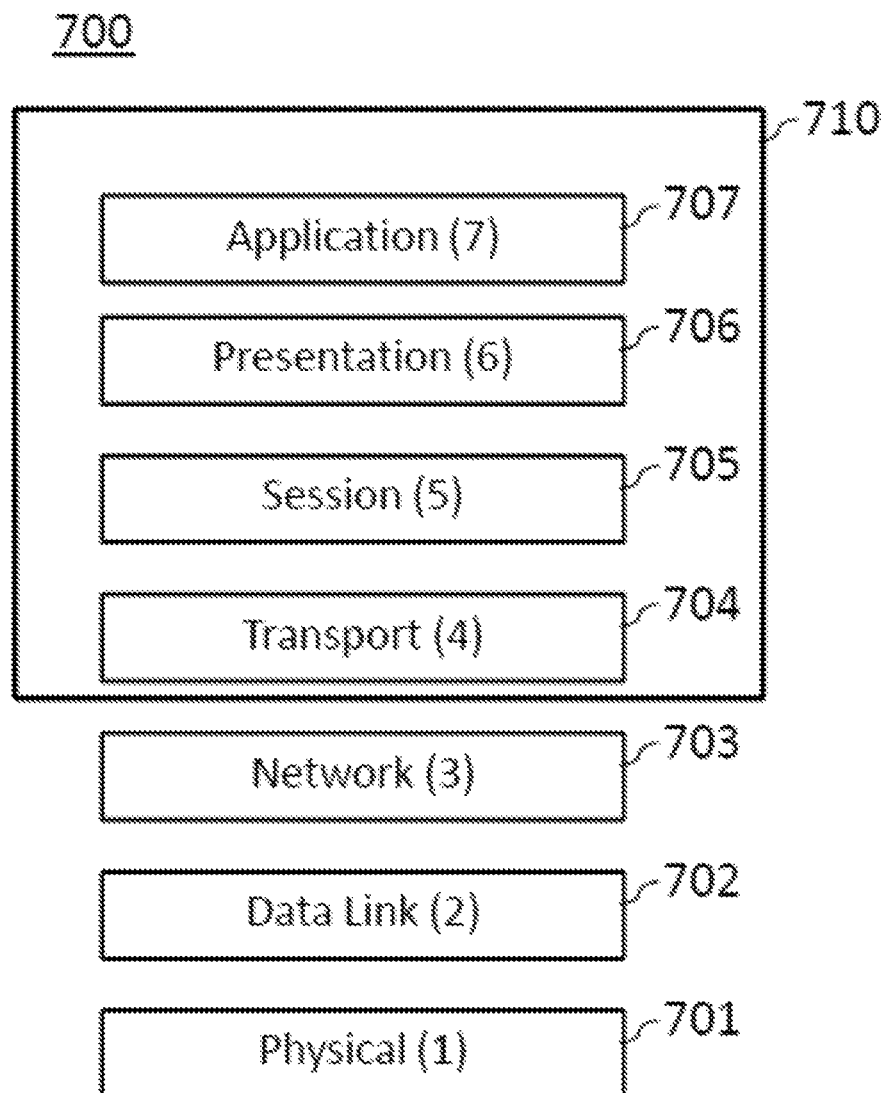 700
710
Application (7)
707
Presentation (6)
706
Session (5)
705
Transport (4)
704
Network (3)
703
Data Link (2)
702
Physical (1)
701